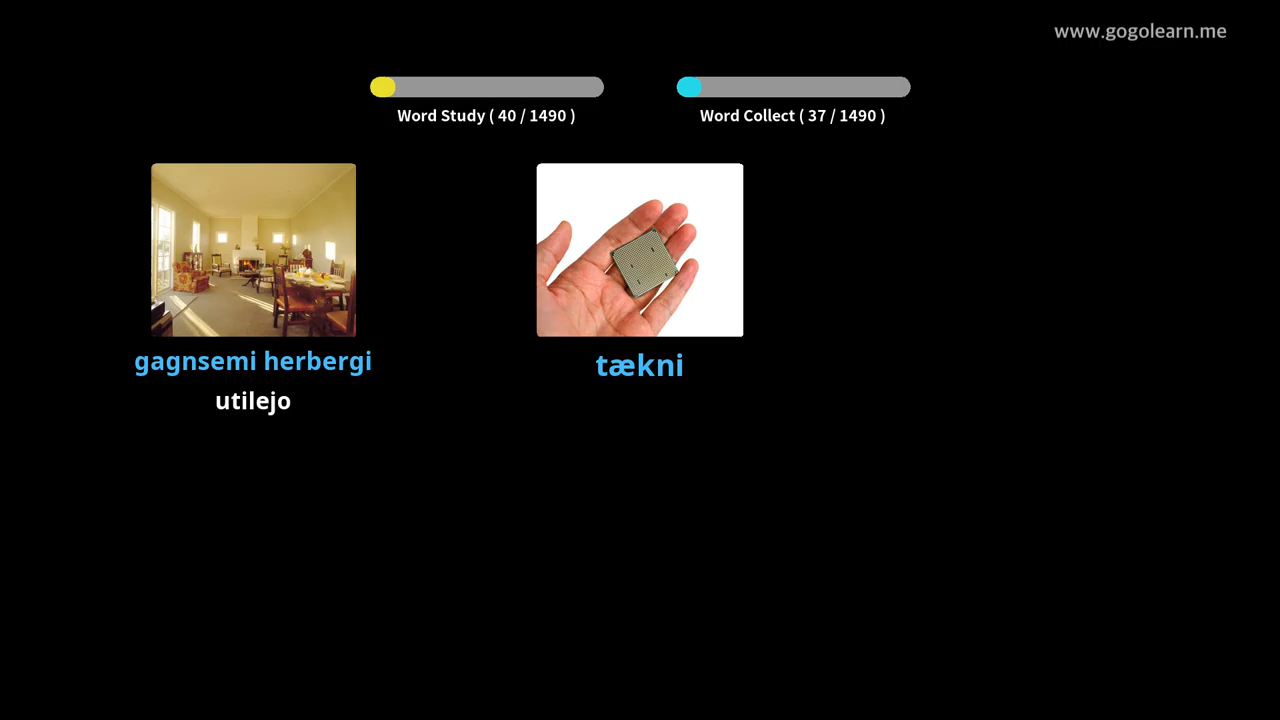 www.gogolearn.me
Word Study ( 40 / 1490 )
Word Collect ( 37 / 1490 )
gagnsemi herbergi
utilejo
tækni